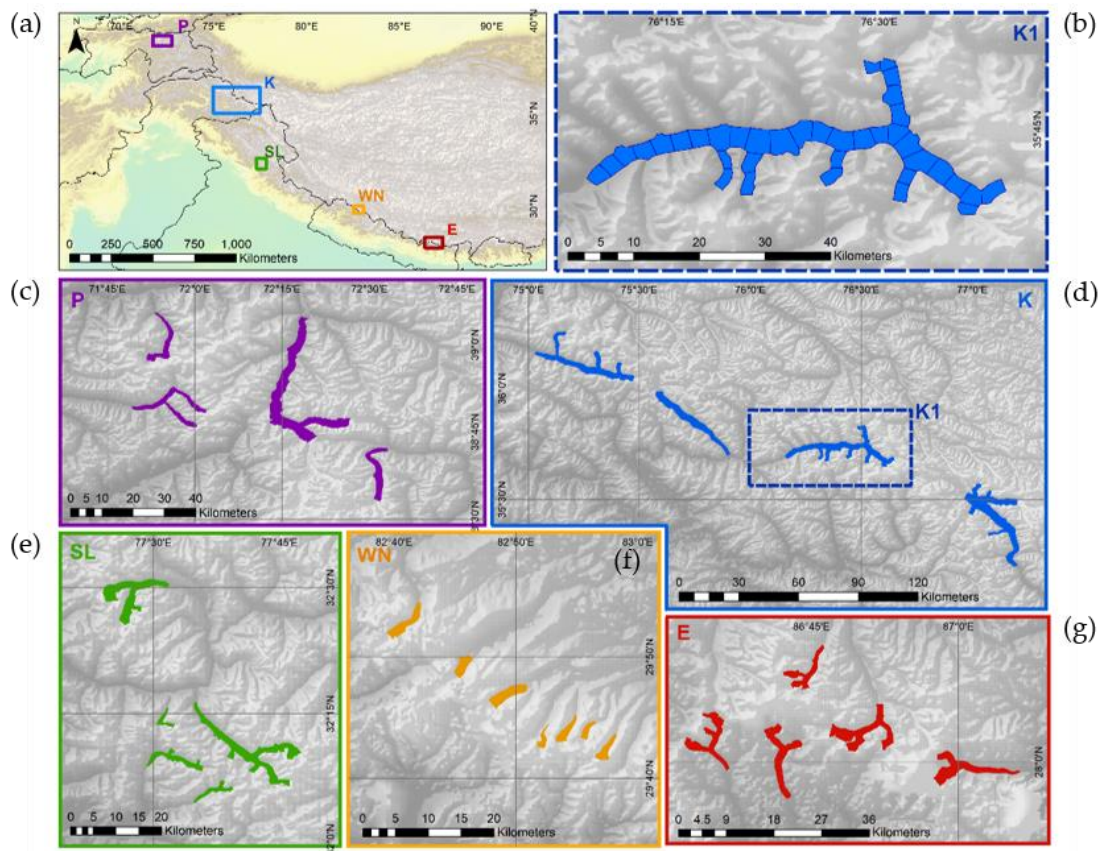 (a)
N
70°E 75°E 80°E 85°E 90°E 40°N
P
K
35°N
SL
WN
30°N
E
0 250 500 750 1,000
Kilometers
(b)
76°15'E 76°30'E
K1
35°45'E
0 10 20 30 40
Kilometers
(c)
P
71°45'E 72°0'E 72°15'E 72°30'E 72°45'E
39°0'N
38°45'N
38°30'N
0 5 10 20 30 40
Kilometers
(d)
75°0'E 75°30'E 76°0'E 76°30'E 77°0'E
K
36°0'N
K1
35°30'N
0 30 60 90 120
Kilometers
(e)
SL
77°30'E 77°45'E
32°30'N
32°15'N
32°0'N
0 5 10 15 20
Kilometers
(f)
WN
82°40'E 82°50'E 83°0'E
29°50'N
29°40'N
0 5 10 15 20
Kilometers
(g)
E
86°45'E 87°0'E
28°0'N
0 4.5 9 18 27 36
Kilometers